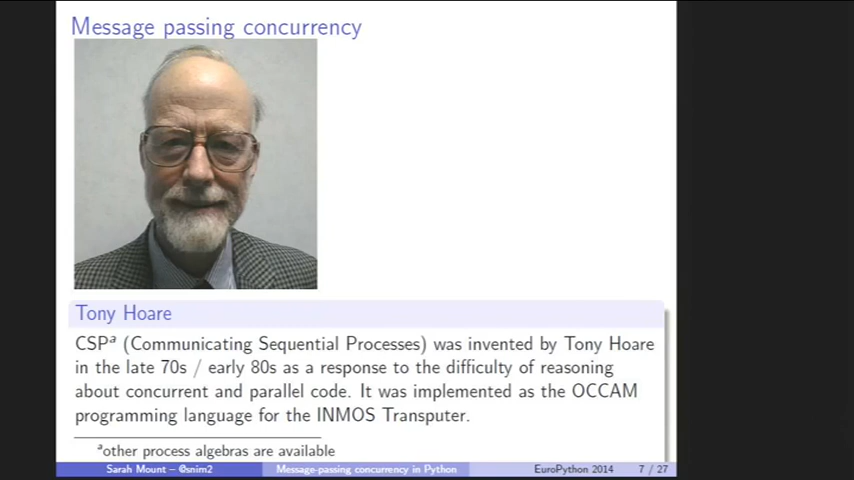 Message passing concurrency
Tony Hoare
CSPᵃ (Communicating Sequential Processes) was invented by Tony Hoare
in the late 70s / early 80s as a response to the difficulty of reasoning
about concurrent and parallel code. It was implemented as the OCCAM
programming language for the INMOS Transputer.
ᵃother process algebras are available
Sarah Mount – @snim2 Message-passing concurrency in Python EuroPython 2014 7 / 27